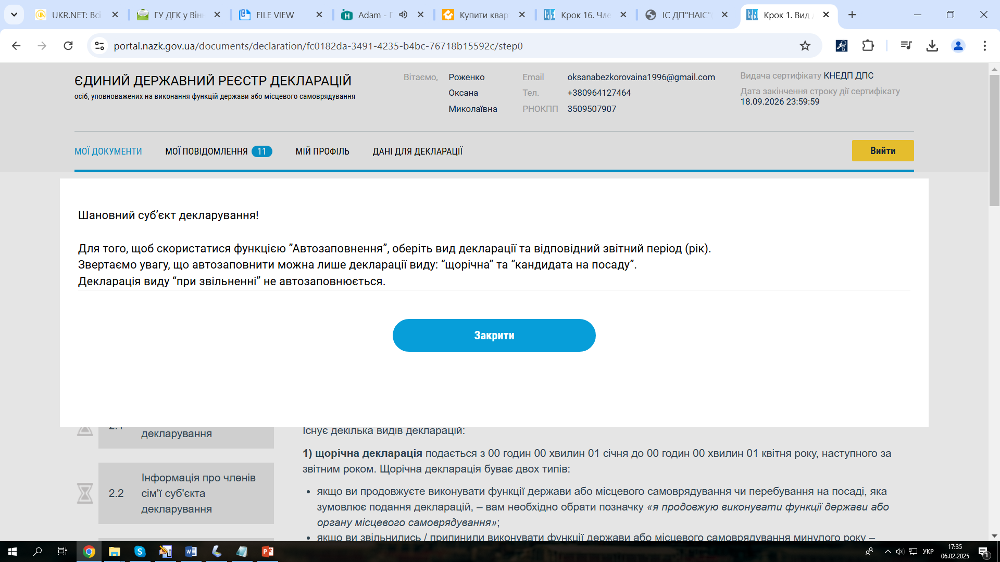 UKR.NET: Всі
ГУ ДГК у Він
FILE VIEW
Adam - Г
Купити квар
Крок 16. Чле
ІС ДП"НАІС"
Крок 1. Вид
portal.nazk.gov.ua/documents/declaration/fc0182da-3491-4235-b4bc-76718b15592c/step0
ЄДИНИЙ ДЕРЖАВНИЙ РЕЄСТР ДЕКЛАРАЦІЙ
осіб, уповноважених на виконання функцій держави або місцевого самоврядування
Вітаємо,
Роженко
Оксана
Миколаївна
Email oksanabezkorovaina1996@gmail.com
Тел. +380964127464
РНОКПП 3509507907
Видача сертифікату КНЕДП ДПС
Дата закінчення строку дії сертифікату
18.09.2026 23:59:59
МОЇ ДОКУМЕНТИ
МОЇ ПОВІДОМЛЕННЯ 11
МІЙ ПРОФІЛЬ
ДАНІ ДЛЯ ДЕКЛАРАЦІЇ
Вийти
Шановний суб’єкт декларування!
Для того, щоб скористатися функцією ”Автозаповнення”, оберіть вид декларації та відповідний звітний період (рік).
Звертаємо увагу, що автозаповнити можна лише декларації виду: “щорічна” та “кандидата на посаду”.
Декларація виду “при звільненні” не автозаповнюється.
Закрити
2.1
декларування
2.2
Інформація про членів
сім'ї суб'єкта
декларування
Існує декілька видів декларацій:
1) щорічна декларація подається з 00 годин 00 хвилин 01 січня до 00 годин 00 хвилин 01 квітня року, наступного за
звітним роком. Щорічна декларація буває двох типів:
• якщо ви продовжуєте виконувати функції держави або місцевого самоврядування чи перебування на посаді, яка
зумовлює подання декларацій, – вам необхідно обрати позначку «я продовжую виконувати функції держави або
органу місцевого самоврядування»;
• якщо ви звільнились / припинили виконувати функції держави або місцевого самоврядування минулого року –
УКР
17:35
06.02.2025
1